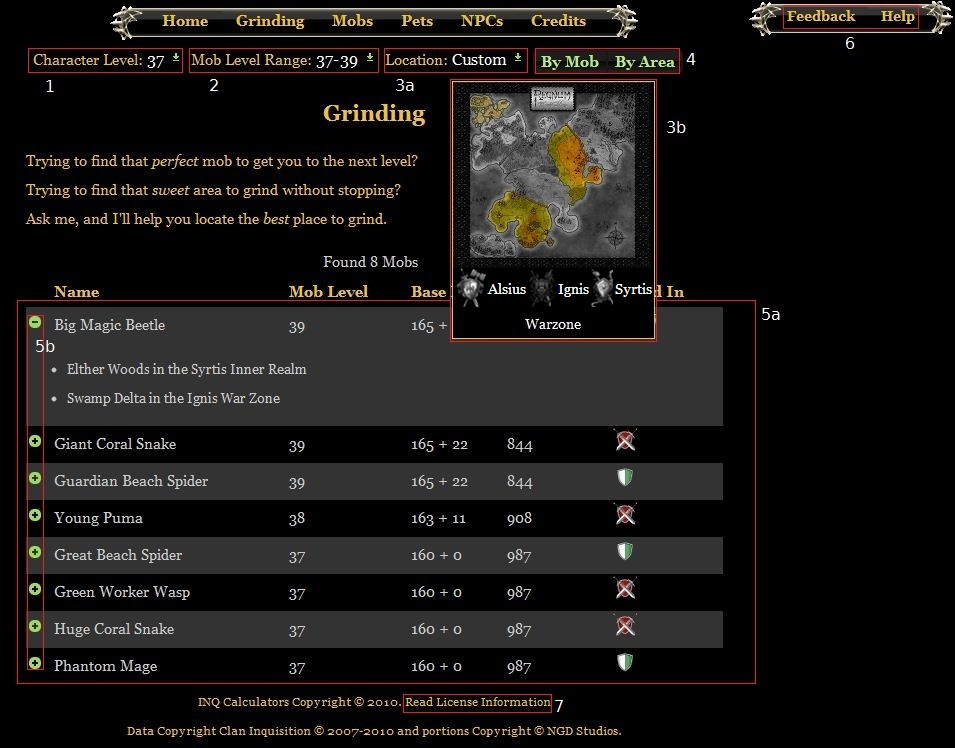 Home Grinding Mobs Pets NPCs Credits
Feedback Help
6
Character Level: 37 Mob Level Range: 37-39 Location: Custom By Mob By Area 4
1 2 3a
Grinding
REGNUM
3b
Trying to find that perfect mob to get you to the next level?
Trying to find that sweet area to grind without stopping?
Ask me, and I'll help you locate the best place to grind.
Found 8 Mobs
Alsius Ignis Syrtis
Warzone
Name Mob Level Base d In
5a
Big Magic Beetle 39 165 +
5b
Elther Woods in the Syrtis Inner Realm
Swamp Delta in the Ignis War Zone
Giant Coral Snake 39 165 + 22 844
Guardian Beach Spider 39 165 + 22 844
Young Puma 38 163 + 11 908
Great Beach Spider 37 160 + 0 987
Green Worker Wasp 37 160 + 0 987
Huge Coral Snake 37 160 + 0 987
Phantom Mage 37 160 + 0 987
INQ Calculators Copyright © 2010. Read License Information 7
Data Copyright Clan Inquisition © 2007-2010 and portions Copyright © NGD Studios.